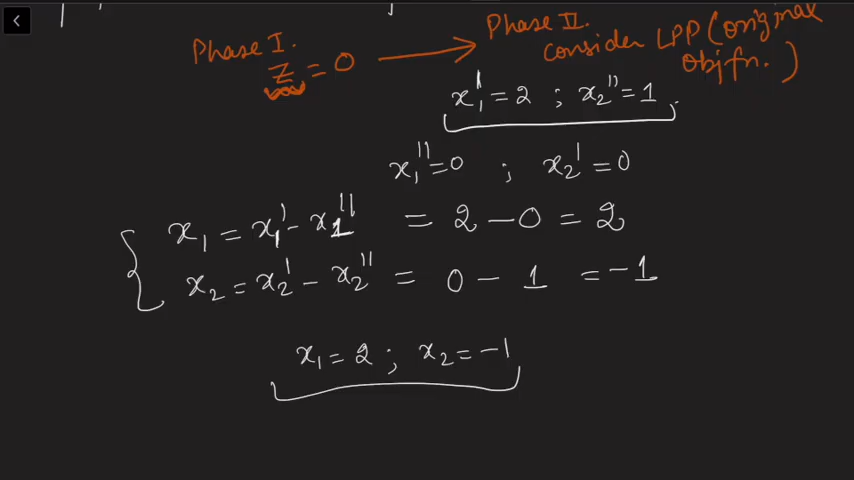 Phase I.
Z = 0
Phase II.
Consider LPP (original
Obj fn. )
x₁' = 2 ; x₂'' = 1
x₁'' = 0 ; x₂' = 0
x₁ = x₁' - x₁'' = 2 - 0 = 2
x₂ = x₂' - x₂'' = 0 - 1 = -1
x₁ = 2 ; x₂ = -1